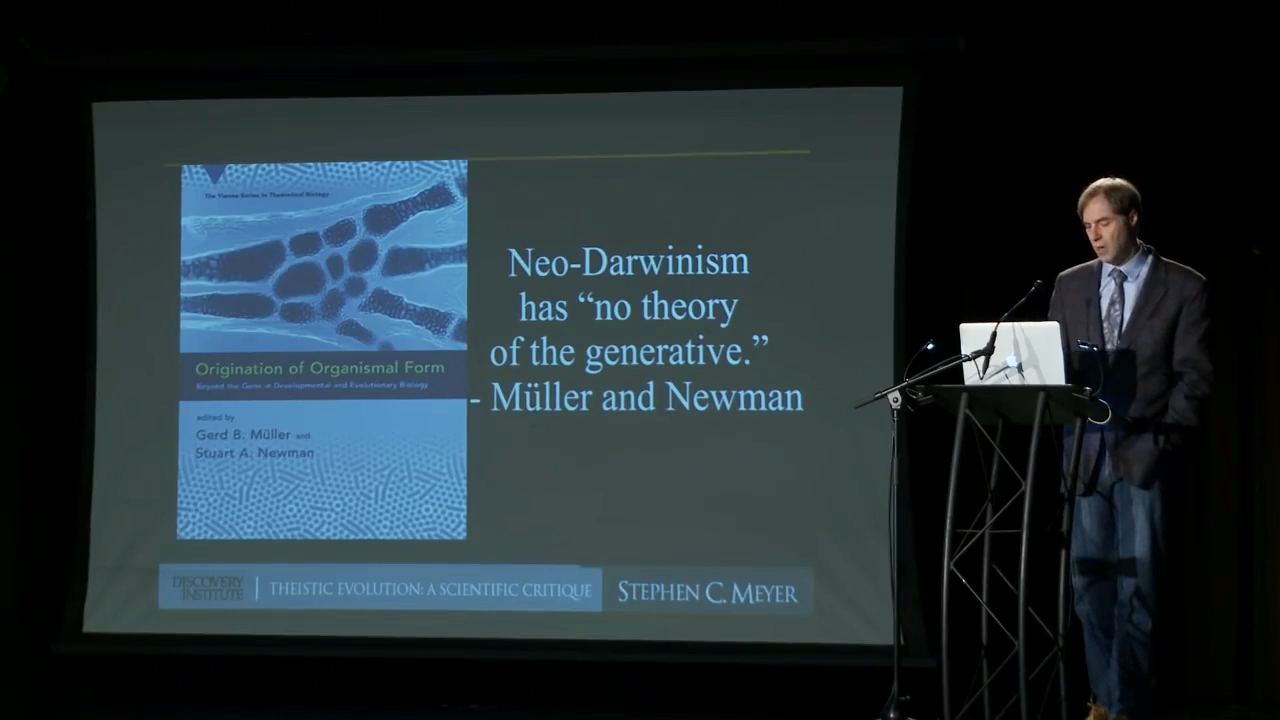 The Vienna Series in Theoretical Biology
Origination of Organismal Form
Beyond the Gene in Developmental and Evolutionary Biology
edited by
Gerd B. Müller and
Stuart A. Newman
Neo-Darwinism
has “no theory
of the generative.”
- Müller and Newman
DISCOVERY
INSTITUTE
THEISTIC EVOLUTION: A SCIENTIFIC CRITIQUE
STEPHEN C. MEYER